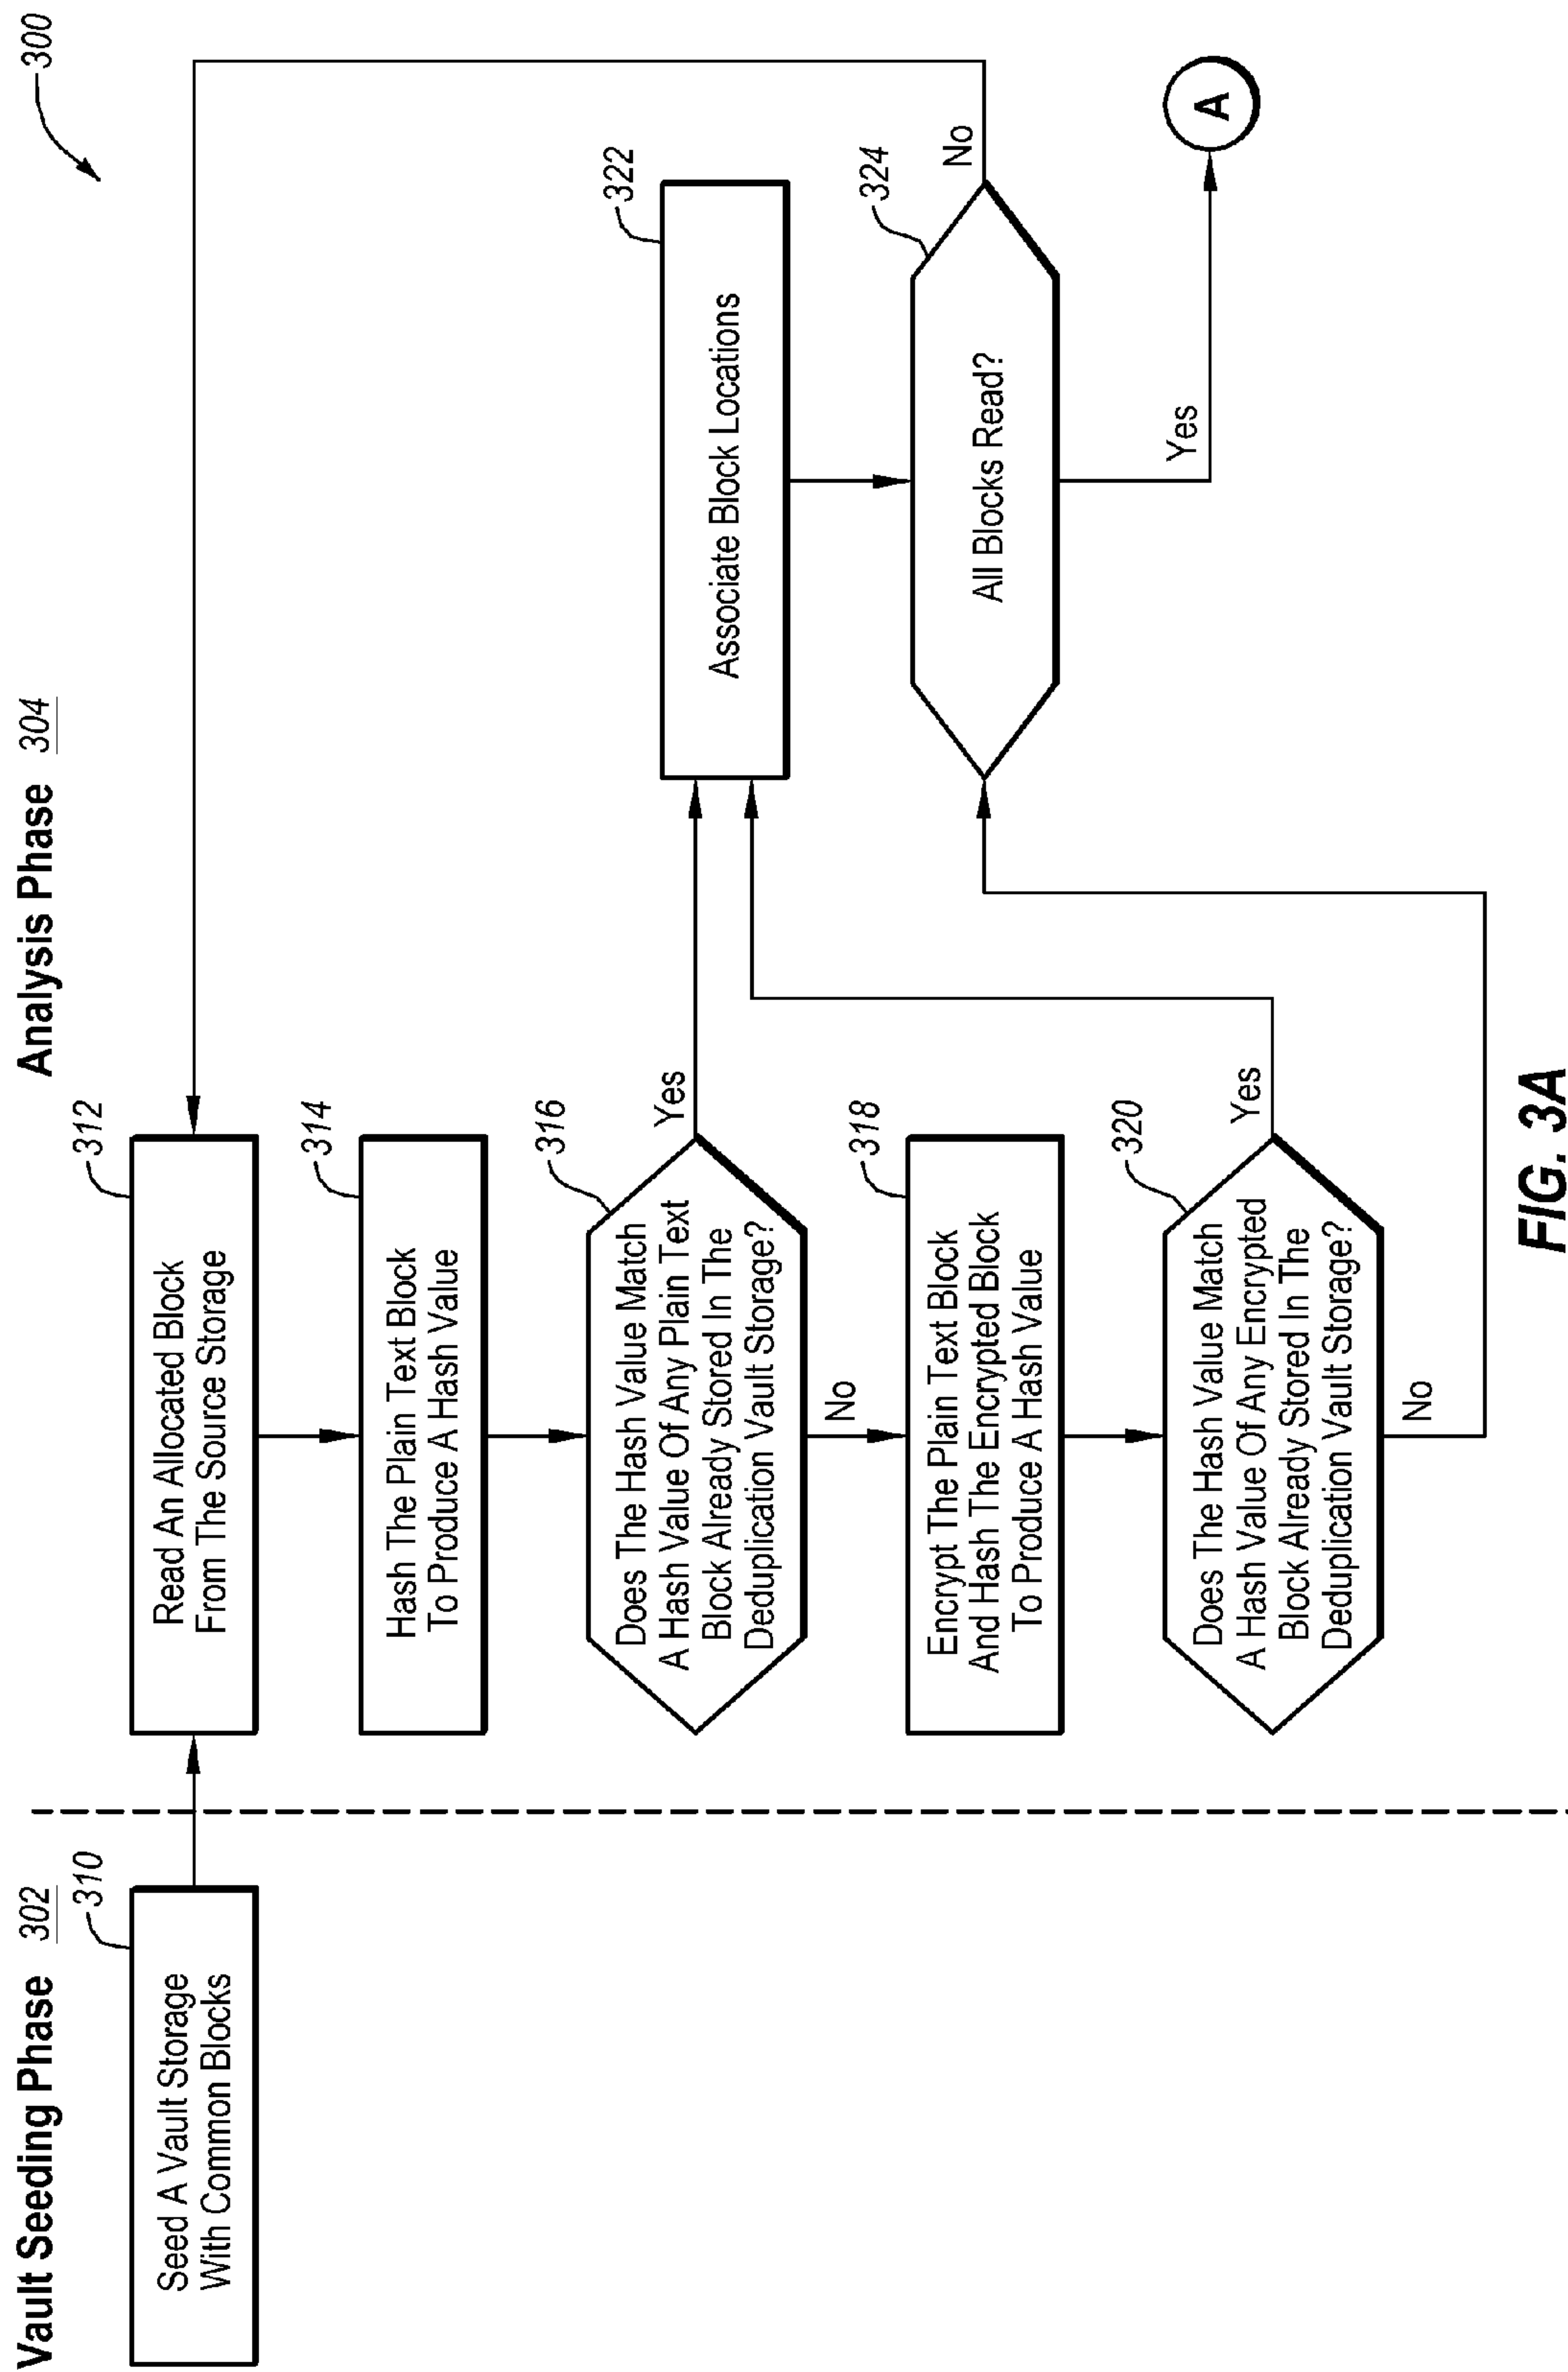 300
Vault Seeding Phase 302
Analysis Phase 304
310
Seed A Vault Storage
With Common Blocks
312
Read An Allocated Block
From The Source Storage
314
Hash The Plain Text Block
To Produce A Hash Value
316
Does The Hash Value Match
A Hash Value Of Any Plain Text
Block Already Stored In The
Deduplication Vault Storage?
Yes
No
318
Encrypt The Plain Text Block
And Hash The Encrypted Block
To Produce A Hash Value
320
Does The Hash Value Match
A Hash Value Of Any Encrypted
Block Already Stored In The
Deduplication Vault Storage?
Yes
No
322
Associate Block Locations
324
All Blocks Read?
No
Yes
A
FIG. 3A